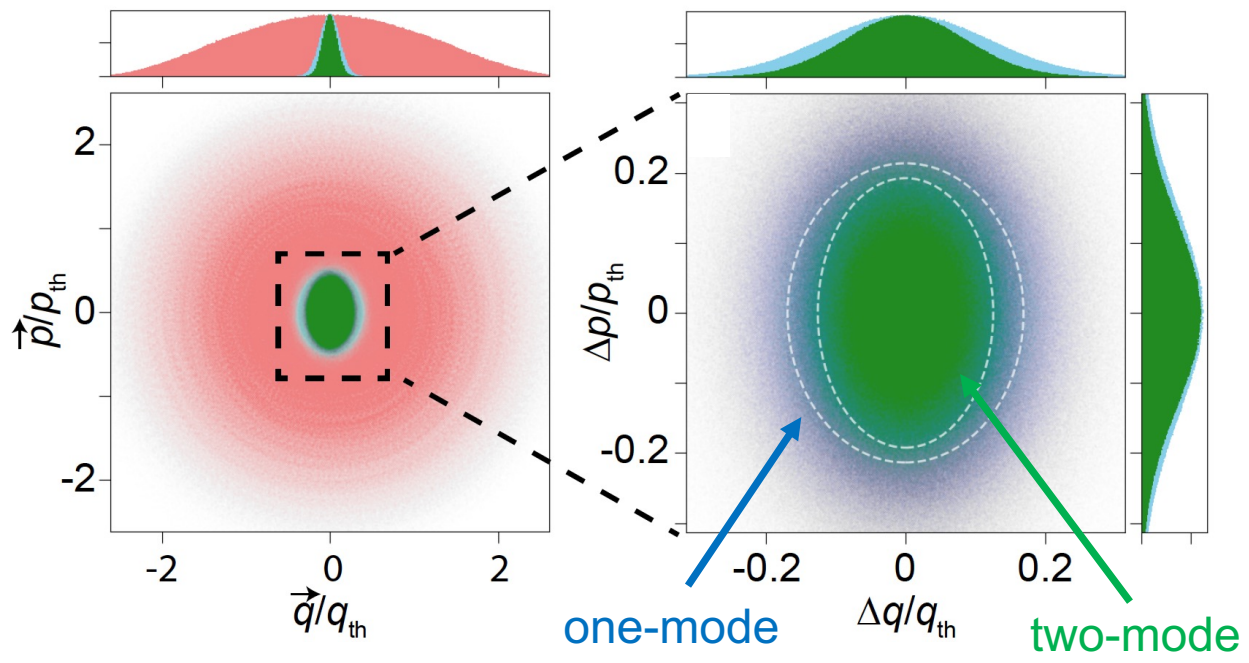 2
0
-2
p⃗/p_th
-2
0
2
q⃗/q_th
0.2
0
-0.2
Δp/p_th
-0.2
0
0.2
Δq/q_th
one-mode
two-mode